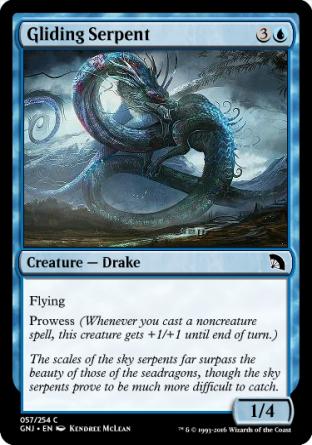 Gliding Serpent 3
Creature — Drake
Flying
Prowess (Whenever you cast a noncreature
spell, this creature gets +1/+1 until end of turn.)
The scales of the sky serpents far surpass the
beauty of those of the seadragons, though the sky
serpents prove to be much more difficult to catch.
1/4
057/254 C
GNJ • EN Kendree McLean
™ & © 1993-2016 Wizards of the Coast